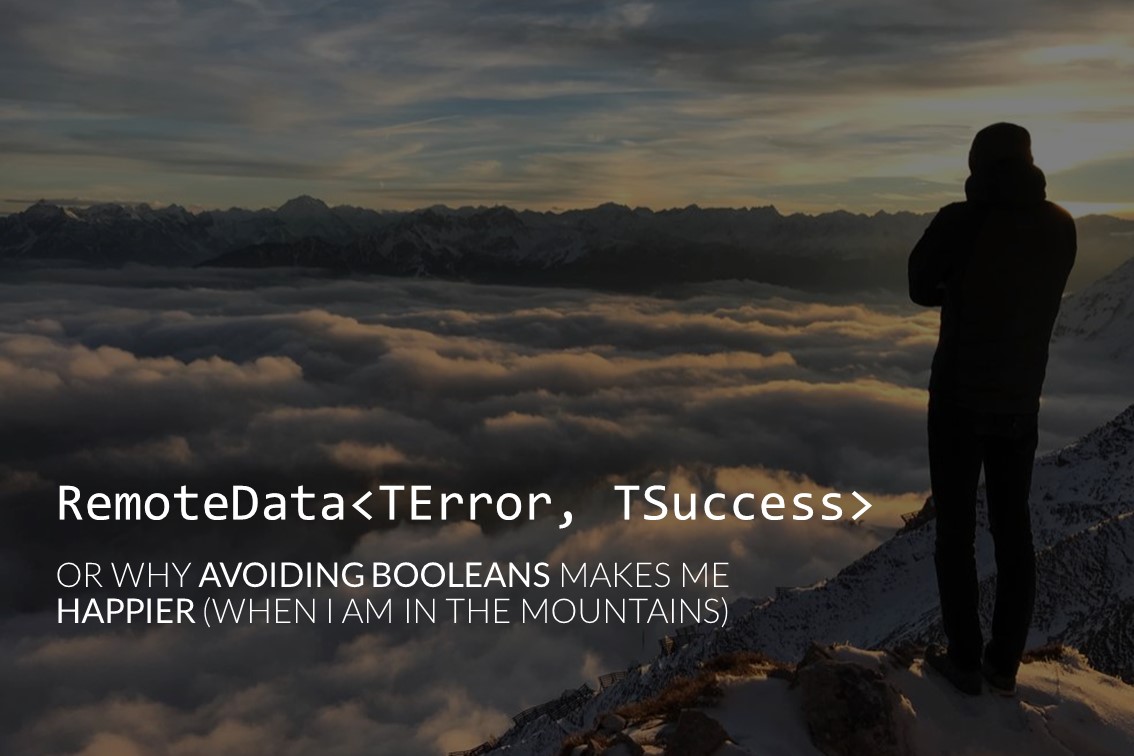 RemoteData<TError, TSuccess>
OR WHY AVOIDING BOOLEANS MAKES ME
HAPPIER (WHEN I AM IN THE MOUNTAINS)